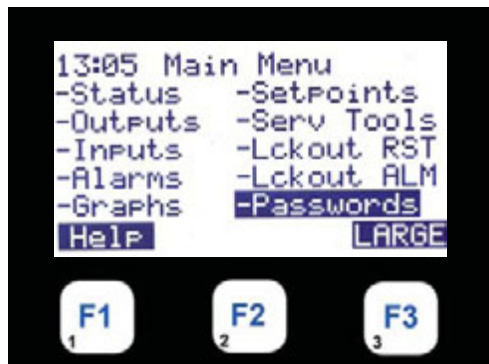 13:05 Main Menu
-Status -Setpoints
-Outputs -Serv Tools
-Inputs -Lckout RST
-Alarms -Lckout ALM
-Graphs -Passwords
Help LARGE
F1 F2 F3
1 2 3